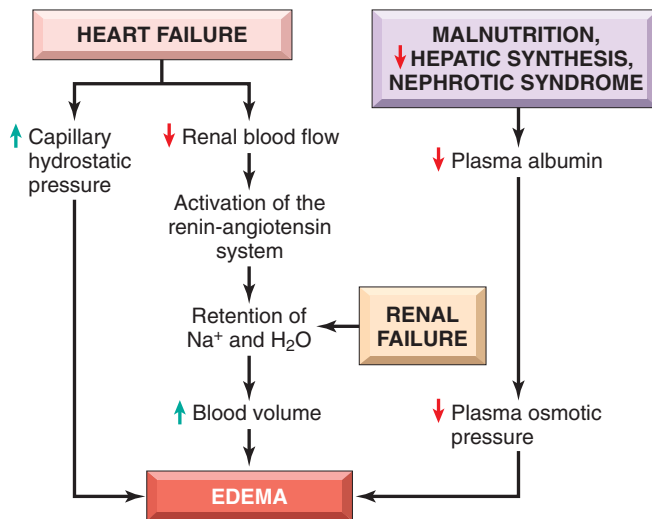 HEART FAILURE
MALNUTRITION,
HEPATIC SYNTHESIS,
NEPHROTIC SYNDROME
Capillary
hydrostatic
pressure
Renal blood flow
Plasma albumin
Activation of the
renin-angiotensin
system
Retention of
Na⁺ and H₂O
RENAL
FAILURE
Blood volume
Plasma osmotic
pressure
EDEMA